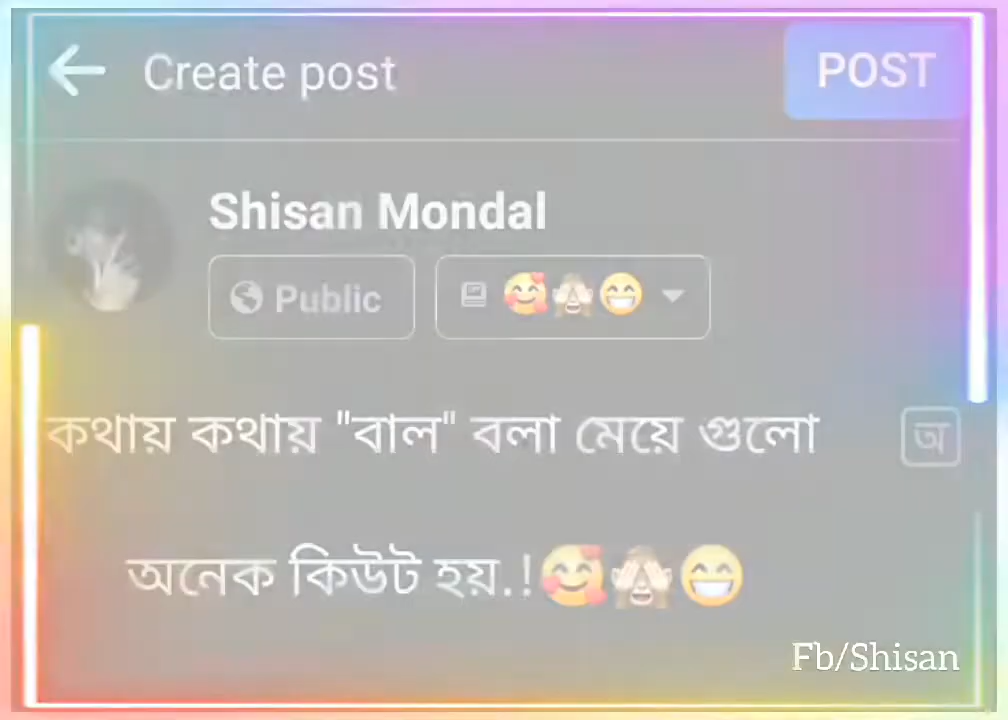 Create post
POST
Shisan Mondal
Public
🥰🙈😁
কথায় কথায় "বাল" বলা মেয়ে গুলো
অ
অনেক কিউট হয়.!🥰🙈😁
Fb/Shisan